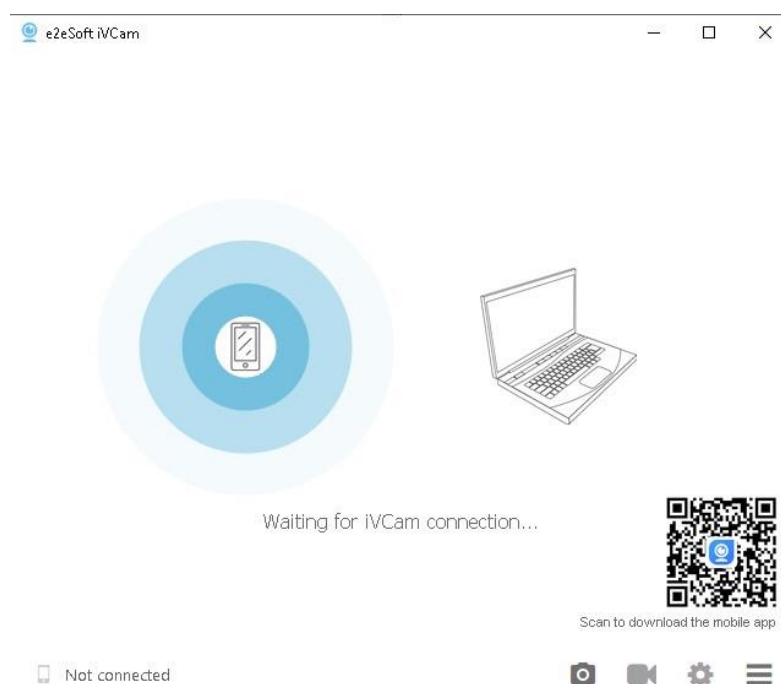 e2eSoft iVCam
Waiting for iVCam connection...
Scan to download the mobile app
Not connected